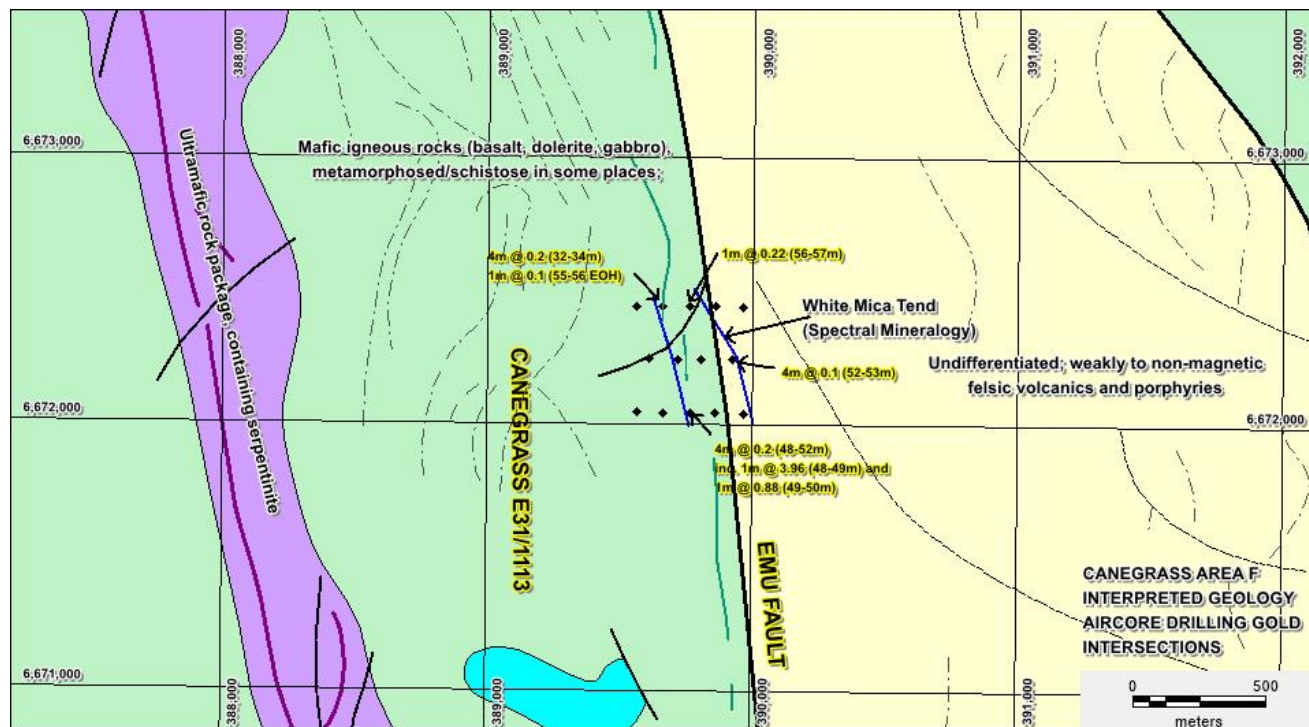 388,000
389,000
390,000
391,000
392,000
6,673,000
6,673,000
Mafic igneous rocks (basalt, dolerite, gabbro),
metamorphosed/schistose in some places;
Ultramafic rock package, containing serpentinite
4m @ 0.2 (32-34m)
1m @ 0.1 (55-56 EOH)
1m @ 0.22 (56-57m)
White Mica Tend
(Spectral Mineralogy)
4m @ 0.1 (52-53m)
Undifferentiated; weakly to non-magnetic
felsic volcanics and porphyries
CANEGRASS E31/1113
6,672,000
6,672,000
4m @ 0.2 (48-52m)
inc. 1m @ 3.96 (48-49m) and
1m @ 0.88 (49-50m)
EMU FAULT
CANEGRASS AREA F
INTERPRETED GEOLOGY
AIRCORE DRILLING GOLD
INTERSECTIONS
6,671,000
6,671,000
388,000
389,000
390,000
391,000
0 500
meters